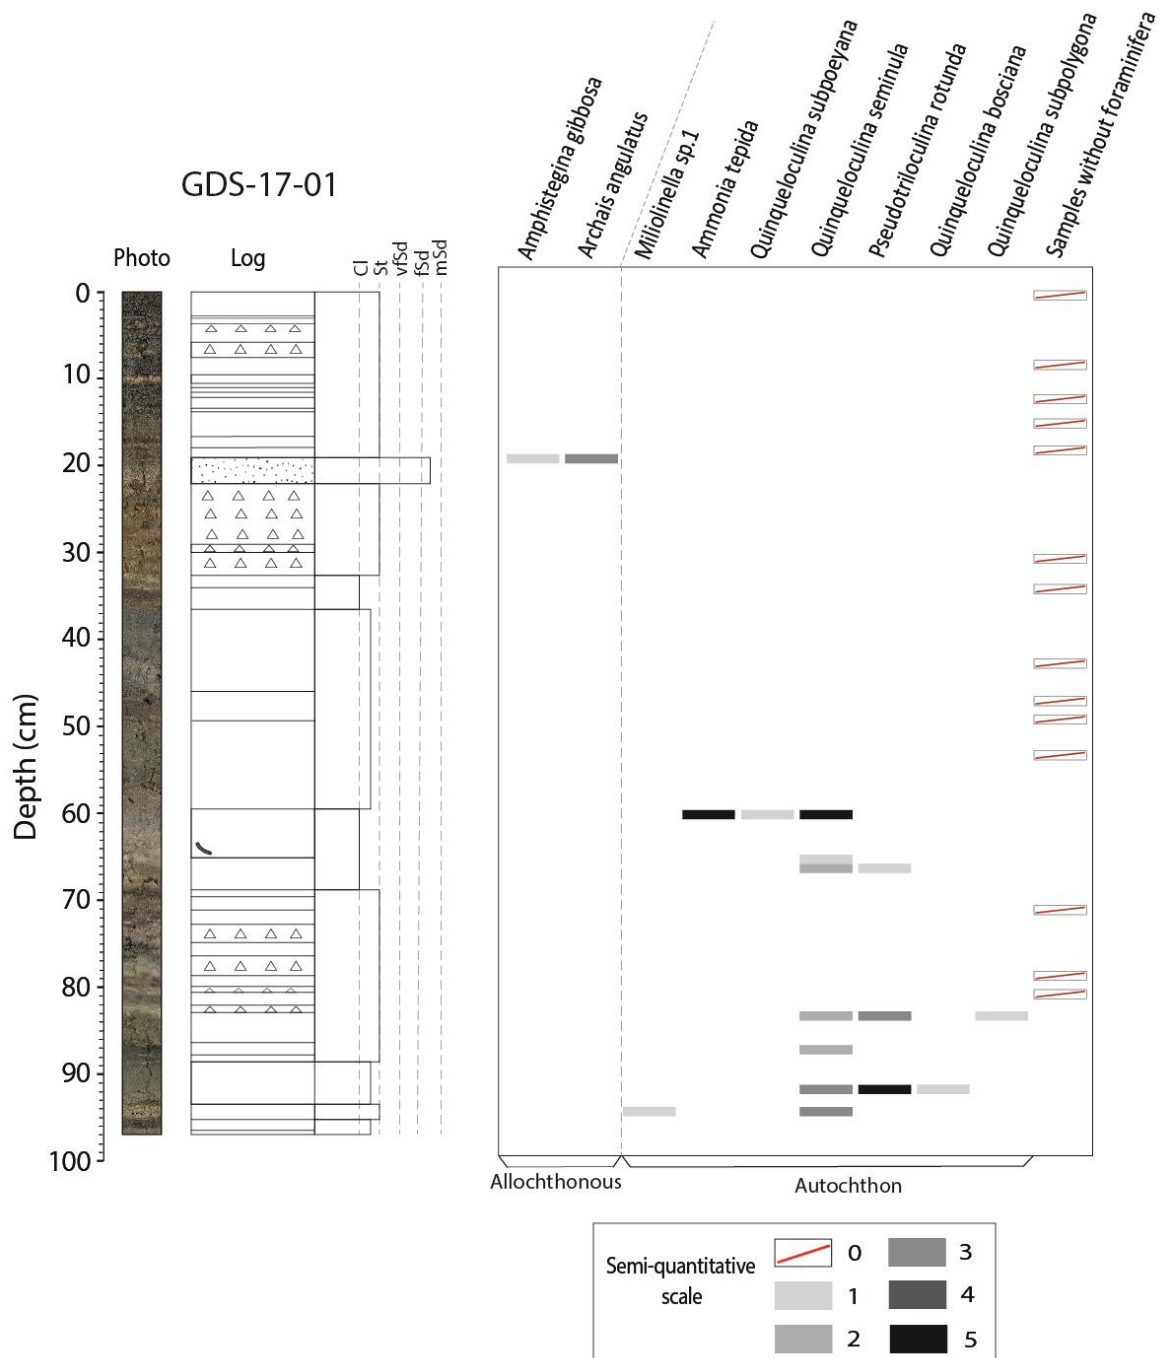 GDS-17-01
Photo
Log
Cl
St
vfSd
fSd
mSd
Amphistegina gibbosa
Archais angulatus
Miliolinella sp.1
Ammonia tepida
Quinqueloculina subpoeyana
Quinqueloculina seminula
Pseudotriloculina rotunda
Quinqueloculina bosciana
Quinqueloculina subpolygona
Samples without foraminifera
Depth (cm)
0
10
20
30
40
50
60
70
80
90
100
Allochthonous
Autochthon
Semi-quantitative
scale
0
1
2
3
4
5